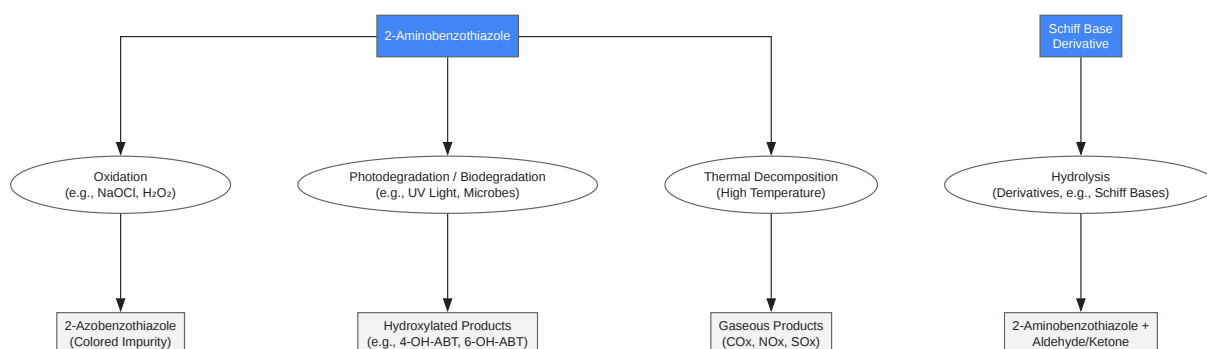 2-Aminobenzothiazole
Schiff Base
Derivative
Oxidation
(e.g., NaOCl, H₂O₂)
Photodegradation / Biodegradation
(e.g., UV Light, Microbes)
Thermal Decomposition
(High Temperature)
Hydrolysis
(Derivatives, e.g., Schiff Bases)
2-Azobenzothiazole
(Colored Impurity)
Hydroxylated Products
(e.g., 4-OH-ABT, 6-OH-ABT)
Gaseous Products
(COx, NOx, SOx)
2-Aminobenzothiazole +
Aldehyde/Ketone